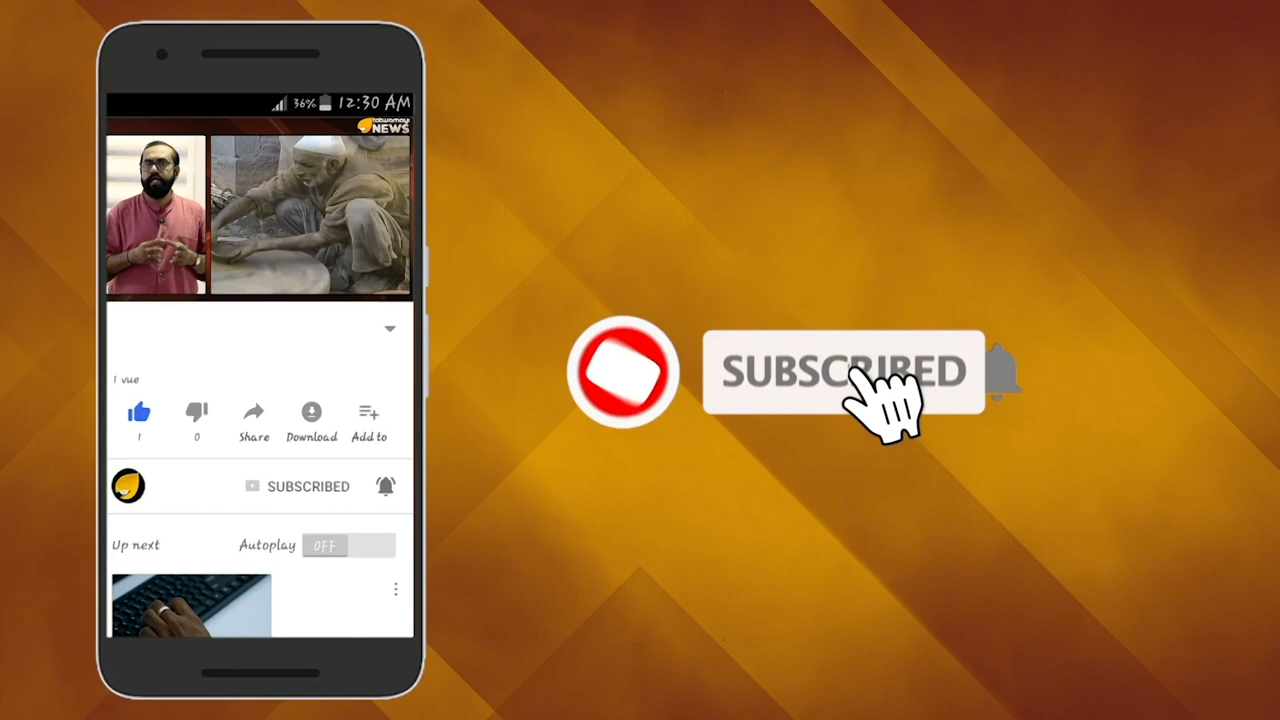 36% 12:30 AM
tatwamayi
NEWS
1 vue
1 0 Share Download Add to
SUBSCRIBED
Up next Autoplay OFF
SUBSCRIBED